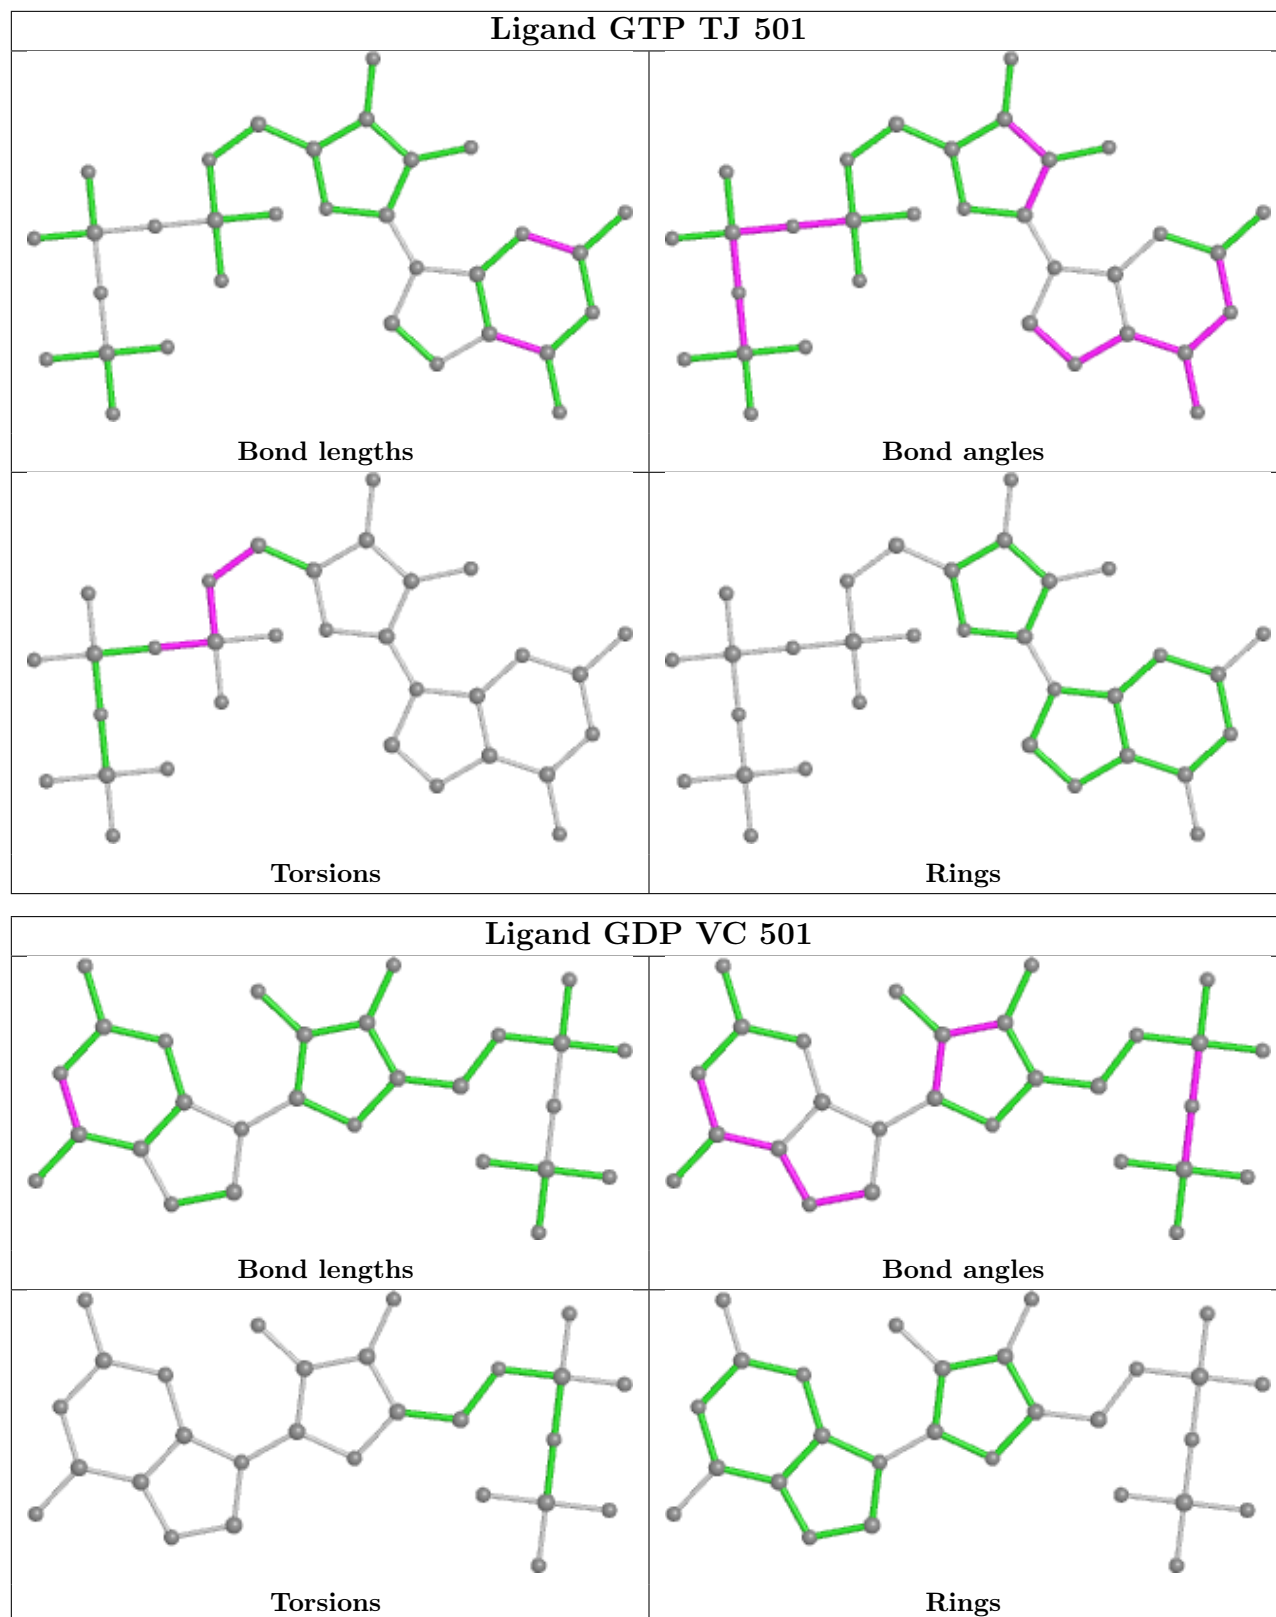 Ligand GTP TJ 501
Bond lengths
Bond angles
Torsions
Rings
Ligand GDP VC 501
Bond lengths
Bond angles
Torsions
Rings